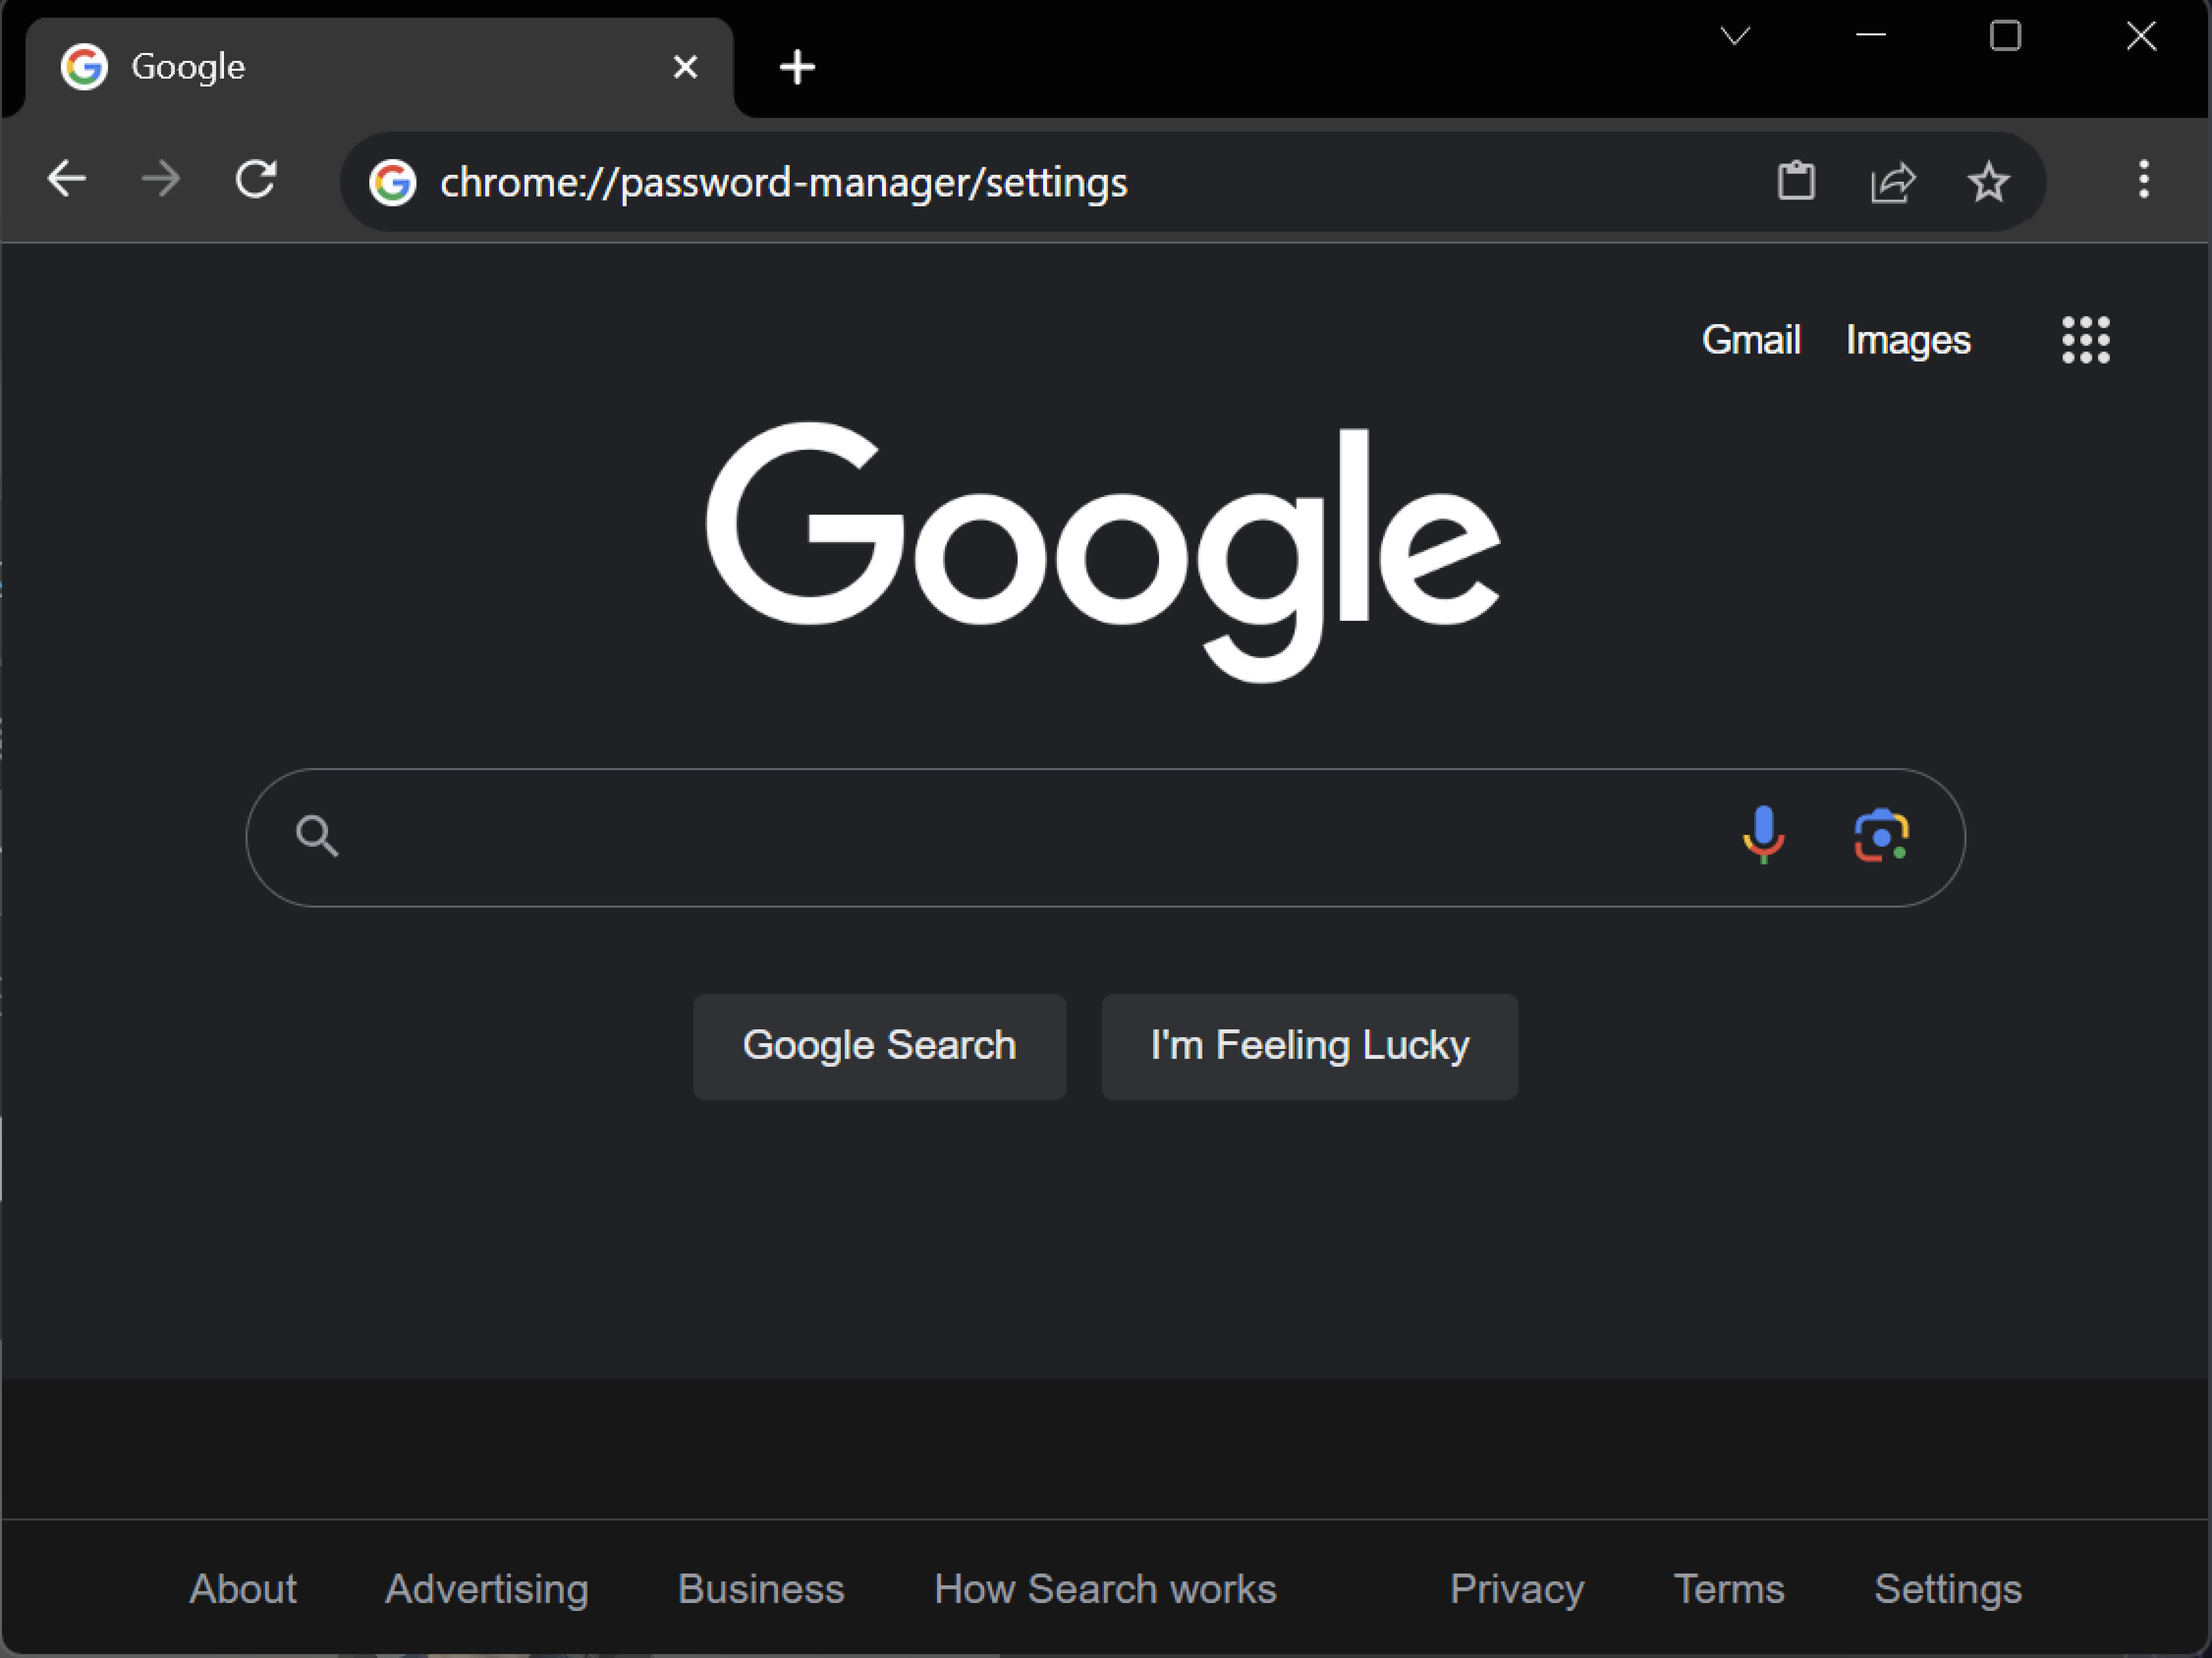 Google
chrome://password-manager/settings
Gmail Images
Google
Google Search I'm Feeling Lucky
About Advertising Business How Search works Privacy Terms Settings